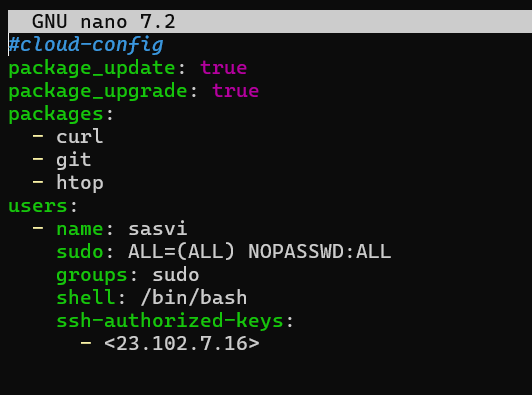 GNU nano 7.2
#cloud-config
package_update: true
package_upgrade: true
packages:
  - curl
  - git
  - htop
users:
  - name: sasvi
    sudo: ALL=(ALL) NOPASSWD:ALL
    groups: sudo
    shell: /bin/bash
    ssh-authorized-keys:
      - <23.102.7.16>